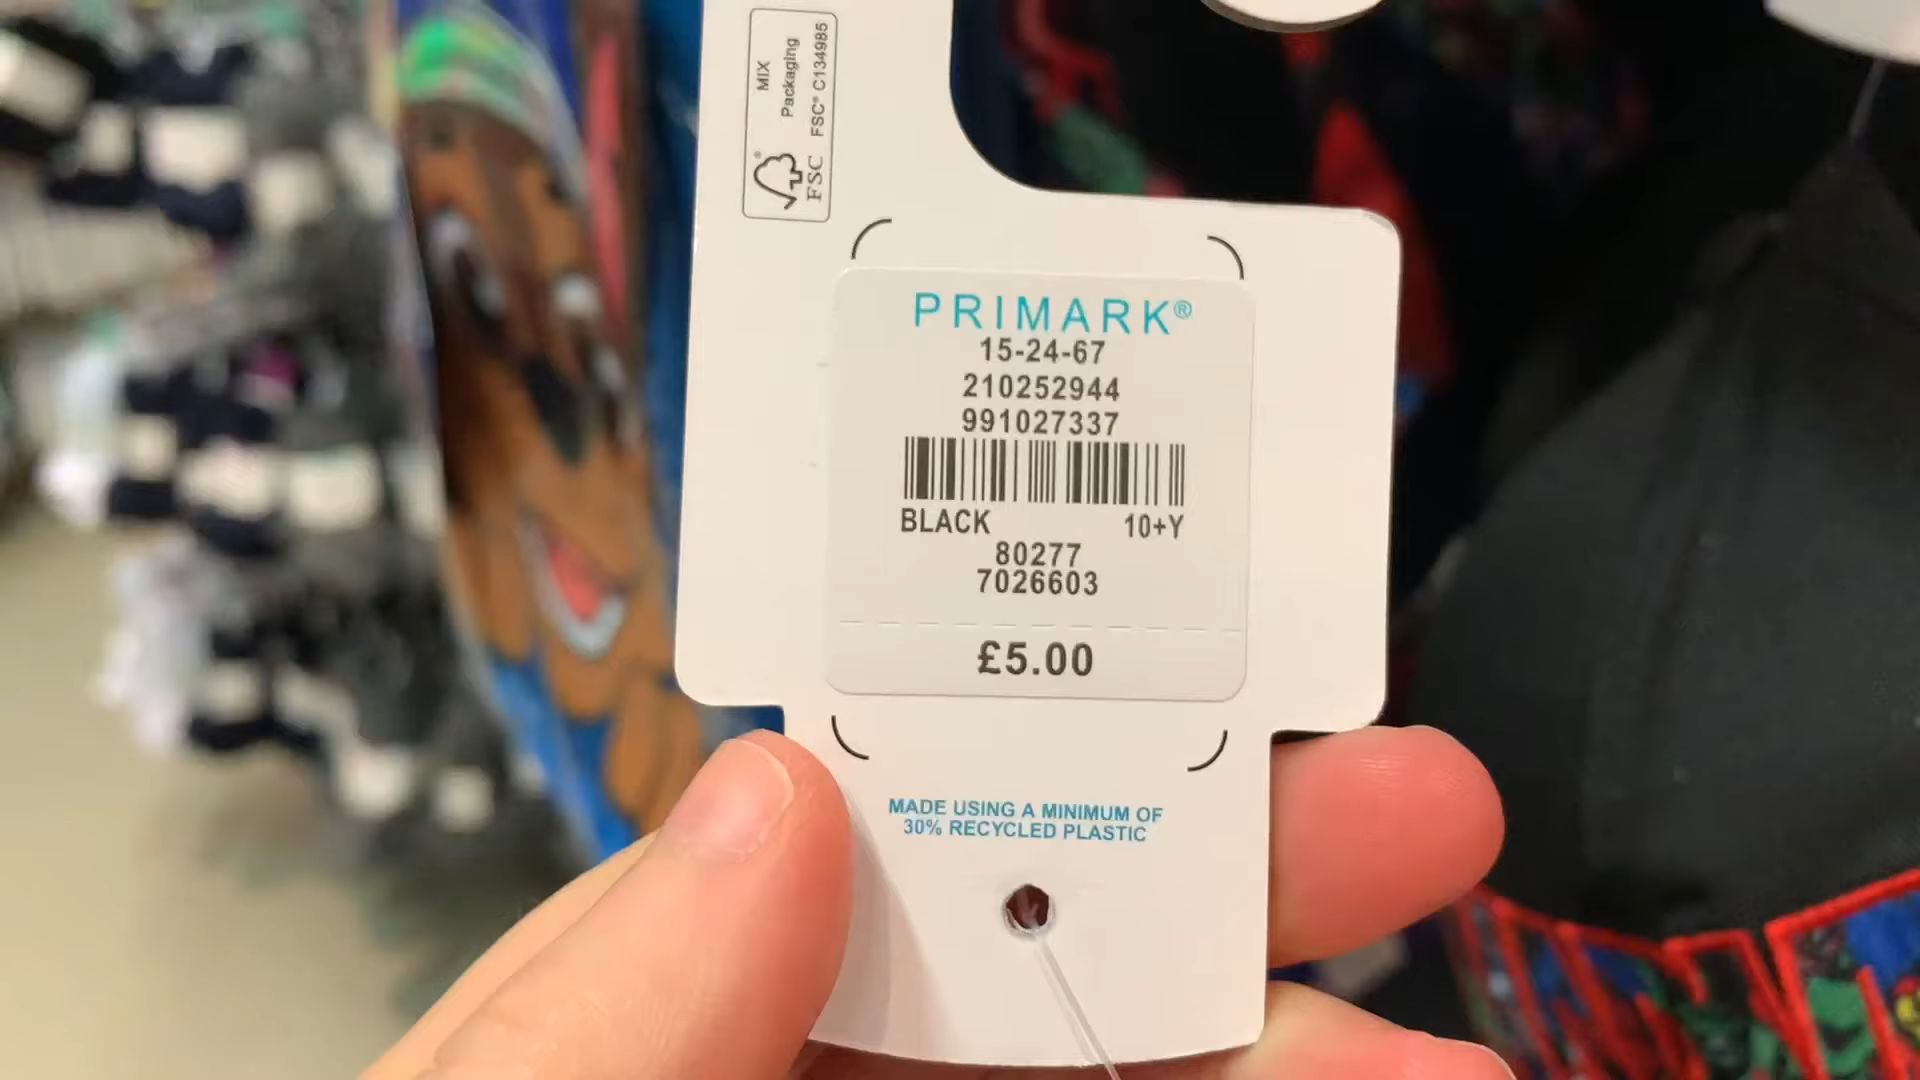 MIX
Packaging
FSC® C134985
® FSC
PRIMARK®
15-24-67
210252944
991027337
BLACK 10+Y
80277
7026603
£5.00
MADE USING A MINIMUM OF
30% RECYCLED PLASTIC